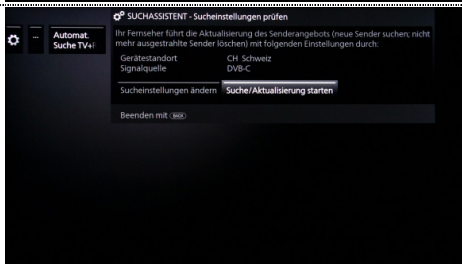 SUCHASSISTENT - Sucheinstellungen prüfen
...
Automat.
Suche TV+
Ihr Fernseher führt die Aktualisierung des Senderangebots (neue Sender suchen; nicht
mehr ausgestrahlte Sender löschen) mit folgenden Einstellungen durch:
Gerätestandort CH Schweiz
Signalquelle DVB-C
Sucheinstellungen ändern Suche/Aktualisierung starten
Beenden mit BACK